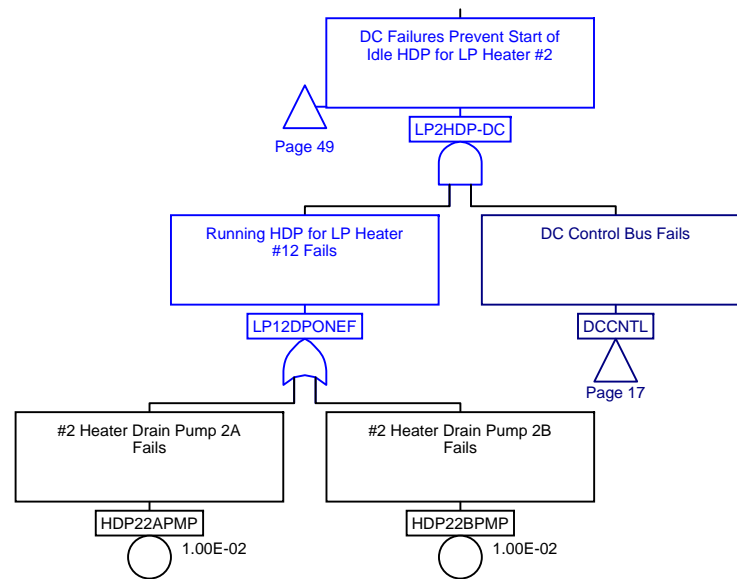 DC Failures Prevent Start of
Idle HDP for LP Heater #2
LP2HDP-DC
Page 49
Running HDP for LP Heater
#12 Fails
DC Control Bus Fails
LP12DPONEF
DCCNTL
Page 17
#2 Heater Drain Pump 2A
Fails
#2 Heater Drain Pump 2B
Fails
HDP22APMP
HDP22BPMP
1.00E-02
1.00E-02